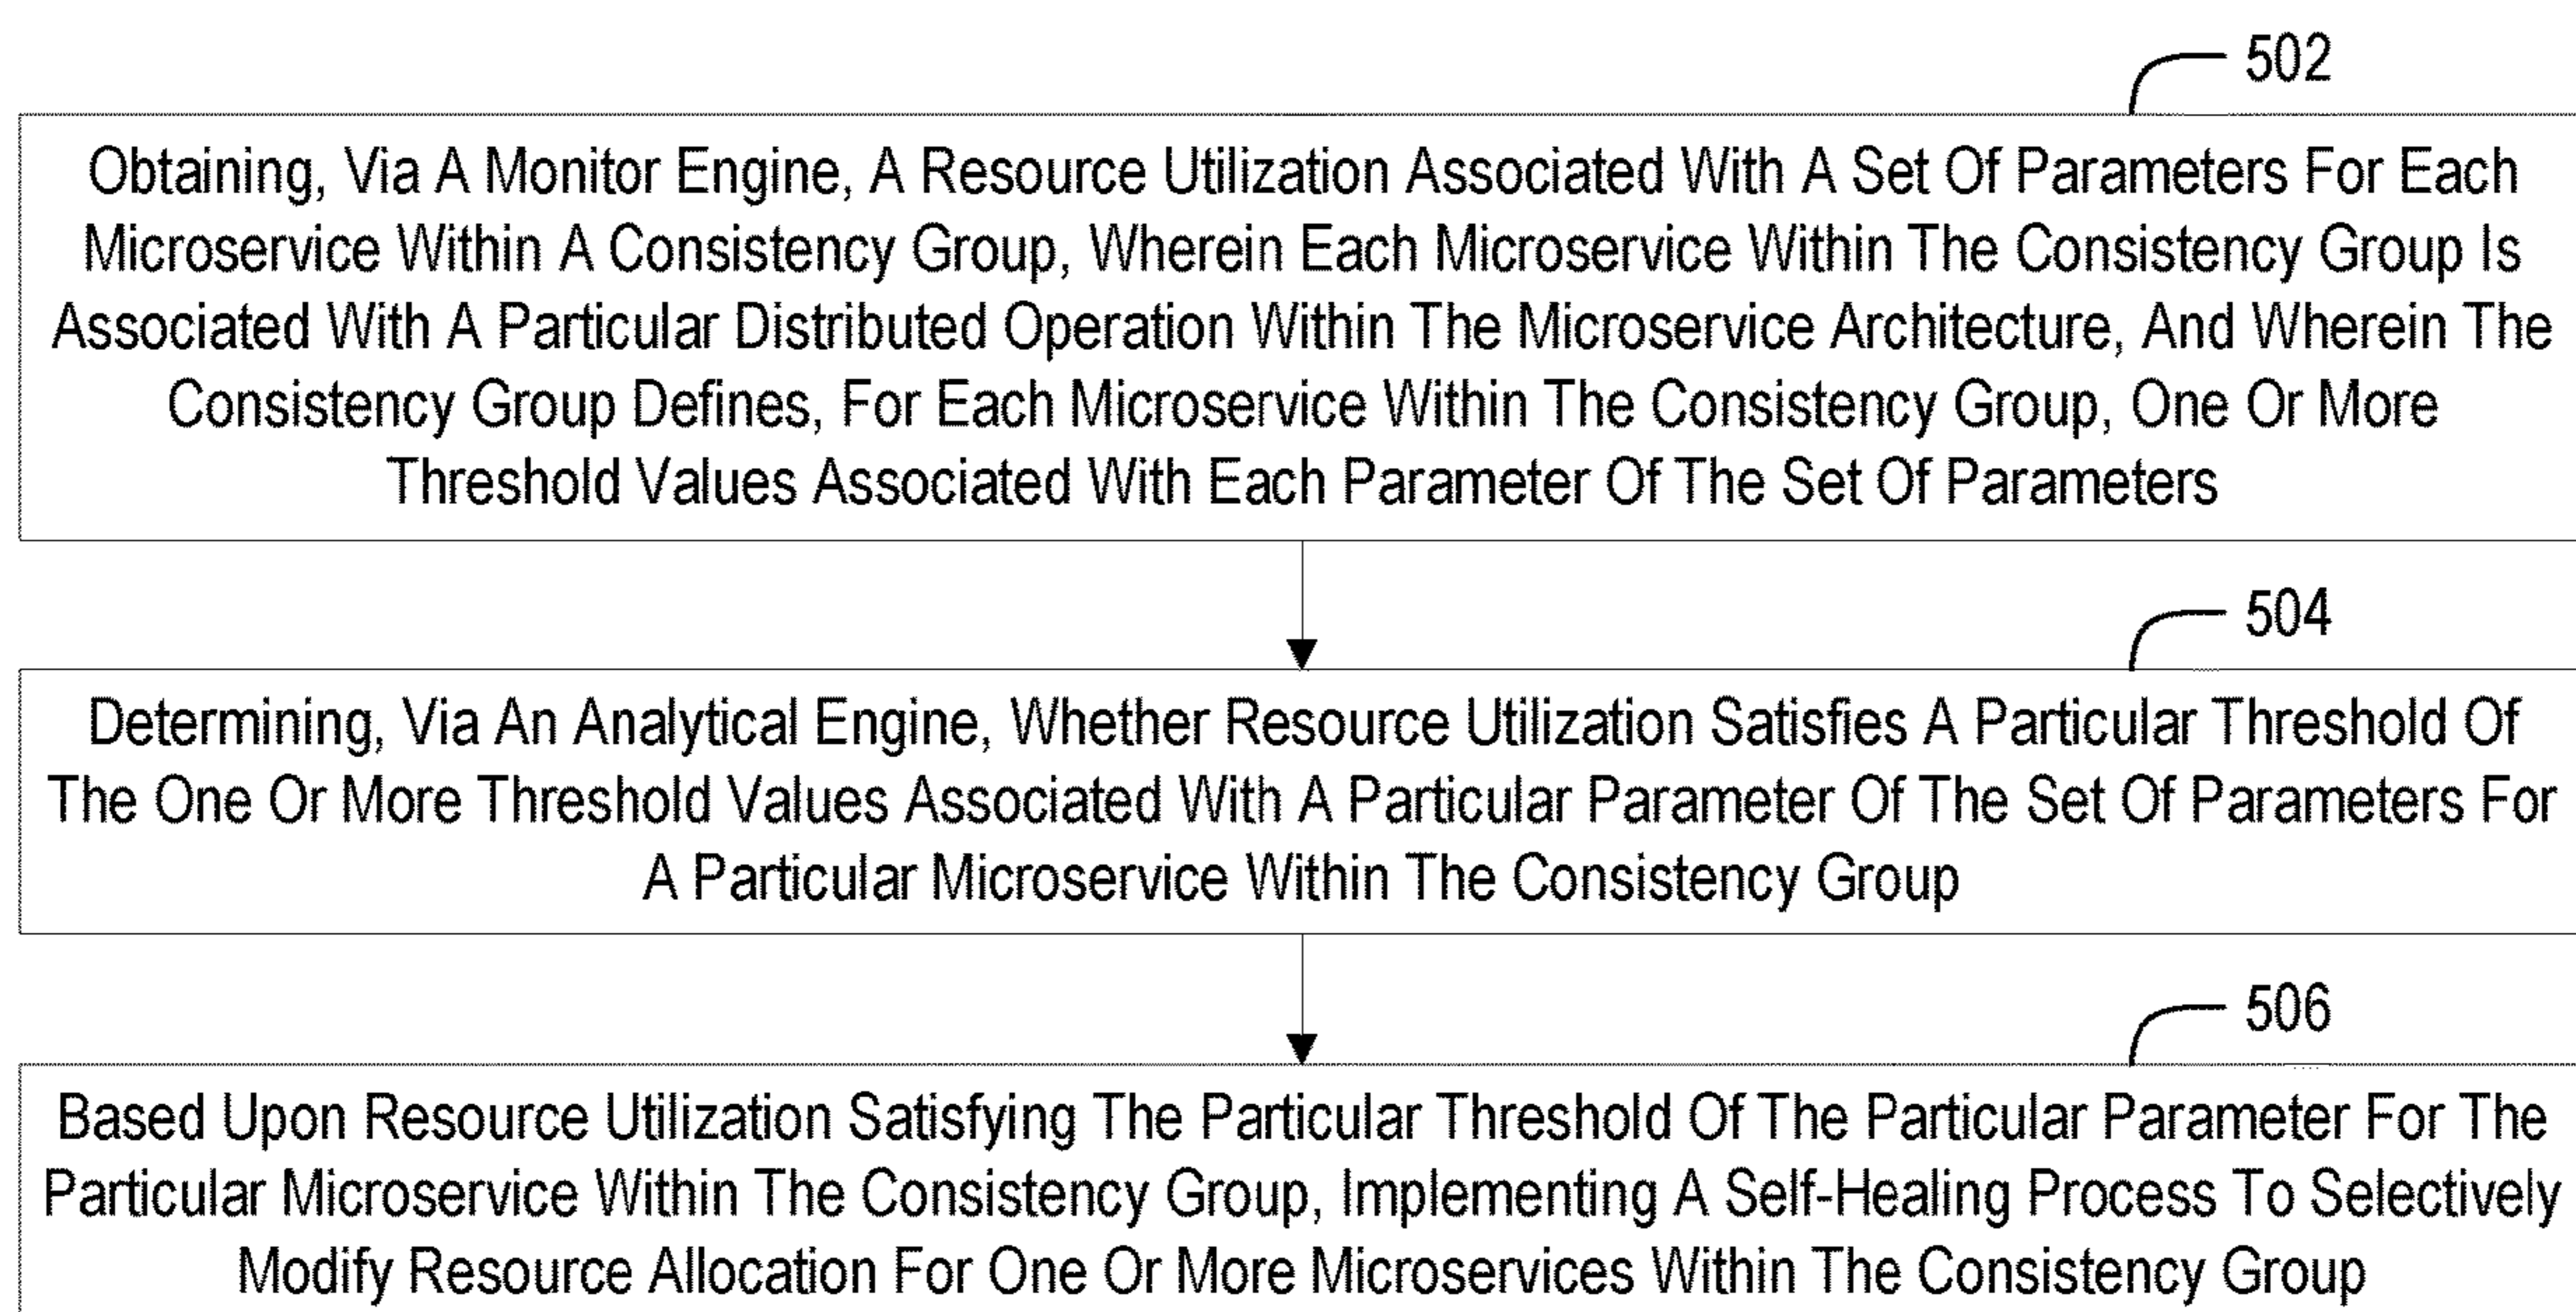 502
Obtaining, Via A Monitor Engine, A Resource Utilization Associated With A Set Of Parameters For Each
Microservice Within A Consistency Group, Wherein Each Microservice Within The Consistency Group Is
Associated With A Particular Distributed Operation Within The Microservice Architecture, And Wherein The
Consistency Group Defines, For Each Microservice Within The Consistency Group, One Or More
Threshold Values Associated With Each Parameter Of The Set Of Parameters
504
Determining, Via An Analytical Engine, Whether Resource Utilization Satisfies A Particular Threshold Of
The One Or More Threshold Values Associated With A Particular Parameter Of The Set Of Parameters For
A Particular Microservice Within The Consistency Group
506
Based Upon Resource Utilization Satisfying The Particular Threshold Of The Particular Parameter For The
Particular Microservice Within The Consistency Group, Implementing A Self-Healing Process To Selectively
Modify Resource Allocation For One Or More Microservices Within The Consistency Group